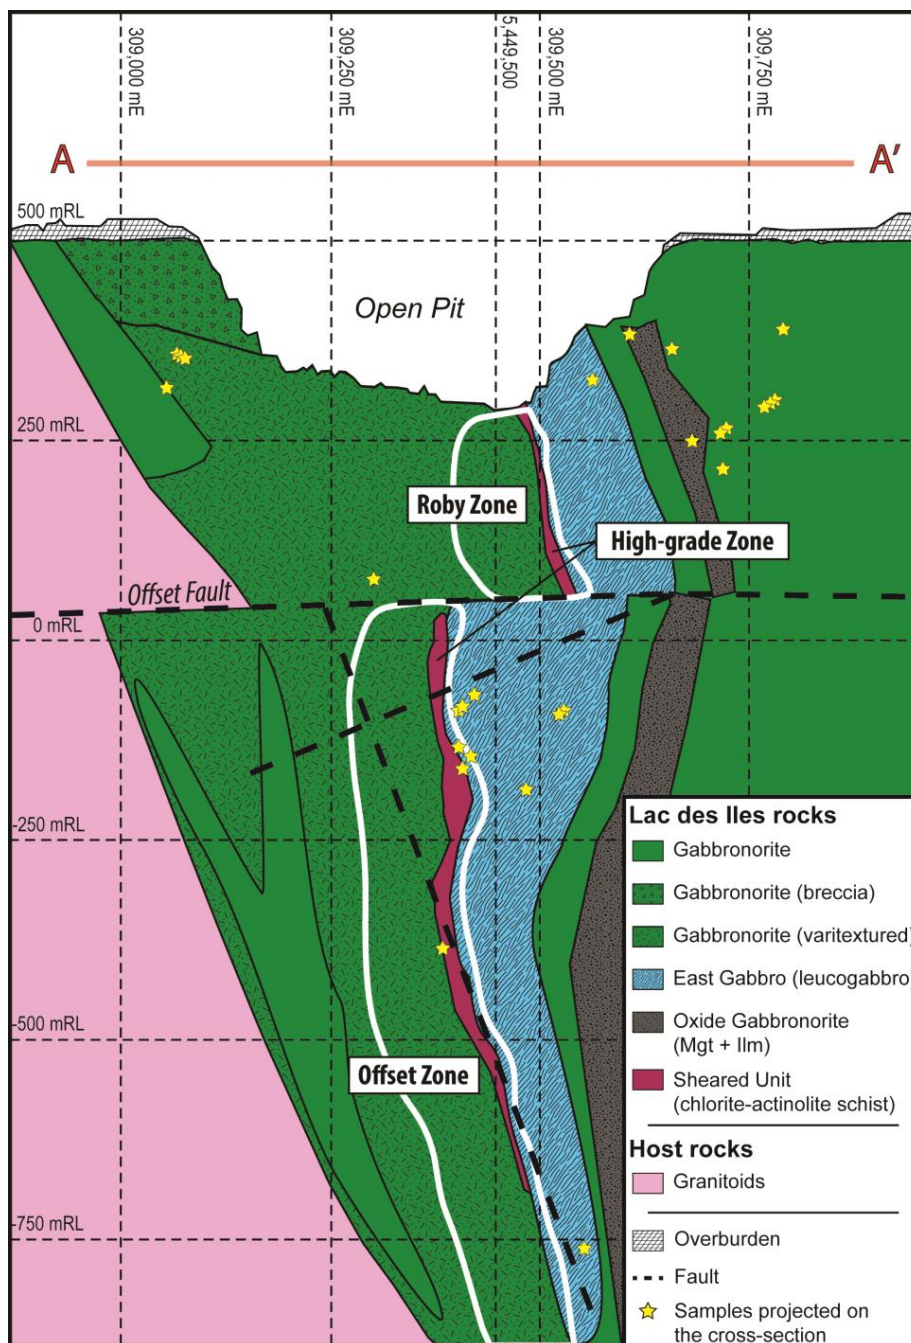 309,000 mE
309,250 mE
5,449,500
309,500 mE
309,750 mE
A
A'
500 mRL
Open Pit
250 mRL
Roby Zone
High-grade Zone
Offset Fault
0 mRL
-250 mRL
Lac des Iles rocks
Gabbronorite
Gabbronorite (breccia)
Gabbronorite (varitextured)
East Gabbro (leucogabbro)
Oxide Gabbronorite
(Mgt + Ilm)
Sheared Unit
(chlorite-actinolite schist)
-500 mRL
Offset Zone
Host rocks
Granitoids
-750 mRL
Overburden
Fault
Samples projected on
the cross-section